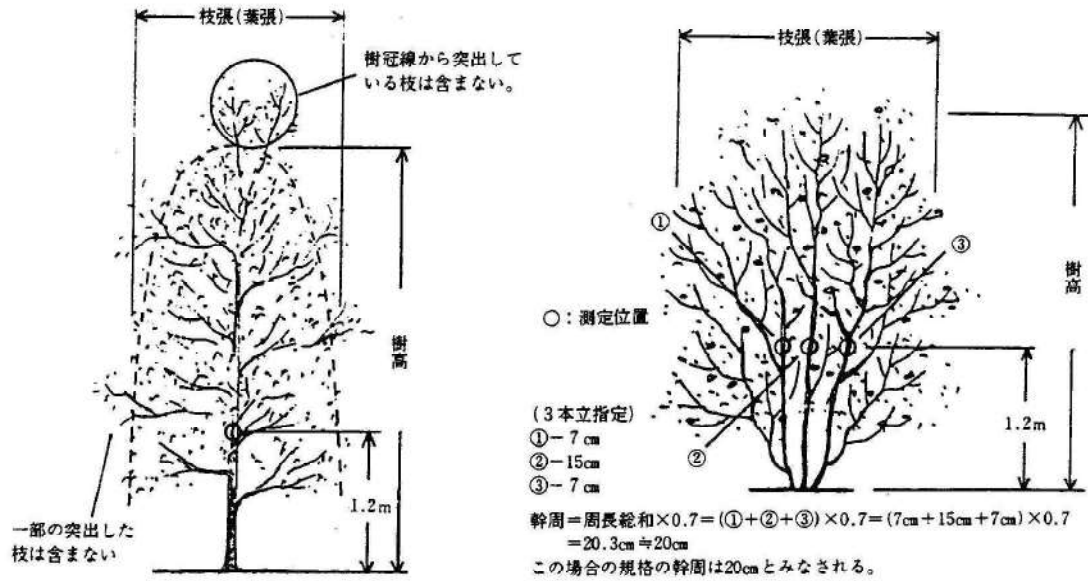 枝張(葉張)
樹冠線から突出して
いる枝は含まない。
樹高
1.2m
一部の突出した
枝は含まない
枝張(葉張)
①
③
樹高
○:測定位置
1.2m
(3本立指定)
①−7cm
②−15cm
③−7cm
②
幹周=周長総和×0.7=(①+②+③)×0.7=(7cm+15cm+7cm)×0.7
=20.3cm≒20cm
この場合の規格の幹周は20cmとみなされる。